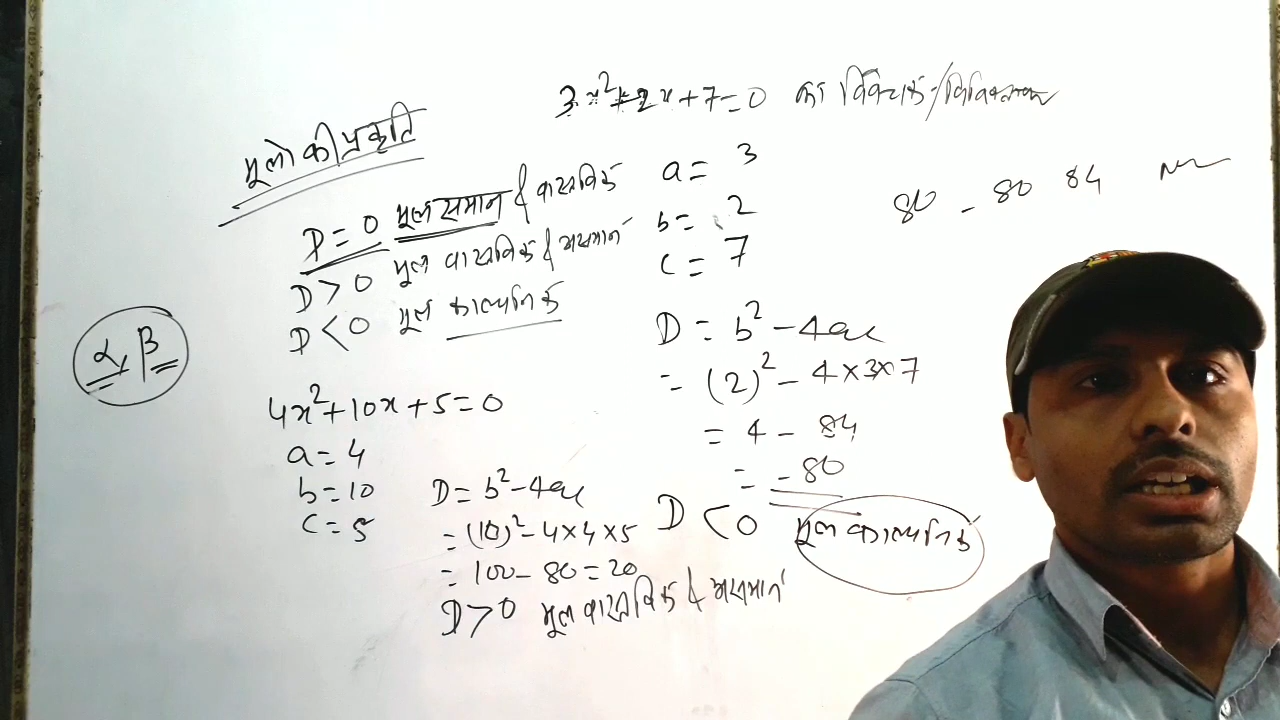 3x²+2x+7=0 का विविक्तकर/विविक्तकर
मूलो की प्रकृति
D=0 मूल समान & वास्तविक
D>0 मूल वास्तविक & असमान
D<0 मूल काल्पनिक
α, β
4x²+10x+5=0
a=4
b=10
c=5
D=b²-4ac
=(10)²-4×4×5
=100-80=20
D>0 मूल वास्तविक & असमान
a= 3
b= 2
c= 7
D = b²-4ac
= (2)²-4×3×7
= 4 - 84
= -80
D <0 मूल काल्पनिक
80 - 80 84